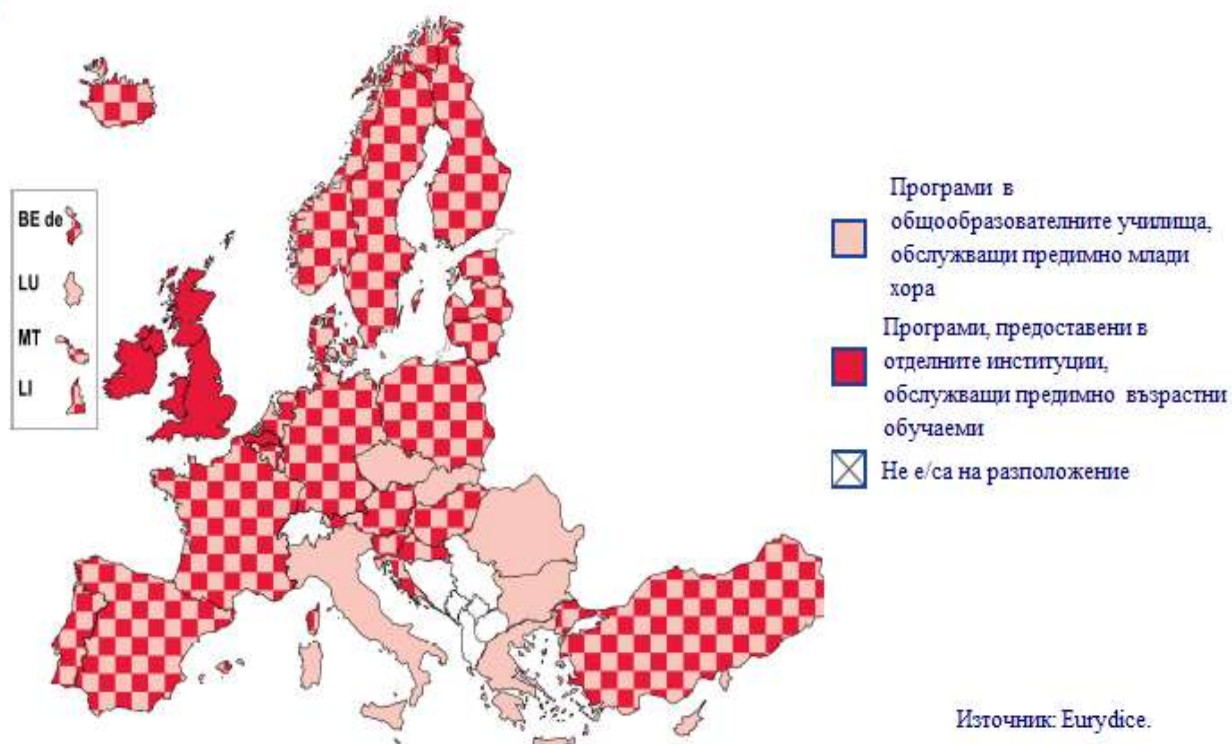 BE de
LU
MT
LI
Програми в
общообразователните училища,
обслужващи предимно млади
хора
Програми, предоставени в
отделните институции,
обслужващи предимно възрастни
обучаеми
Не е/са на разположение
Източник: Eurydice.